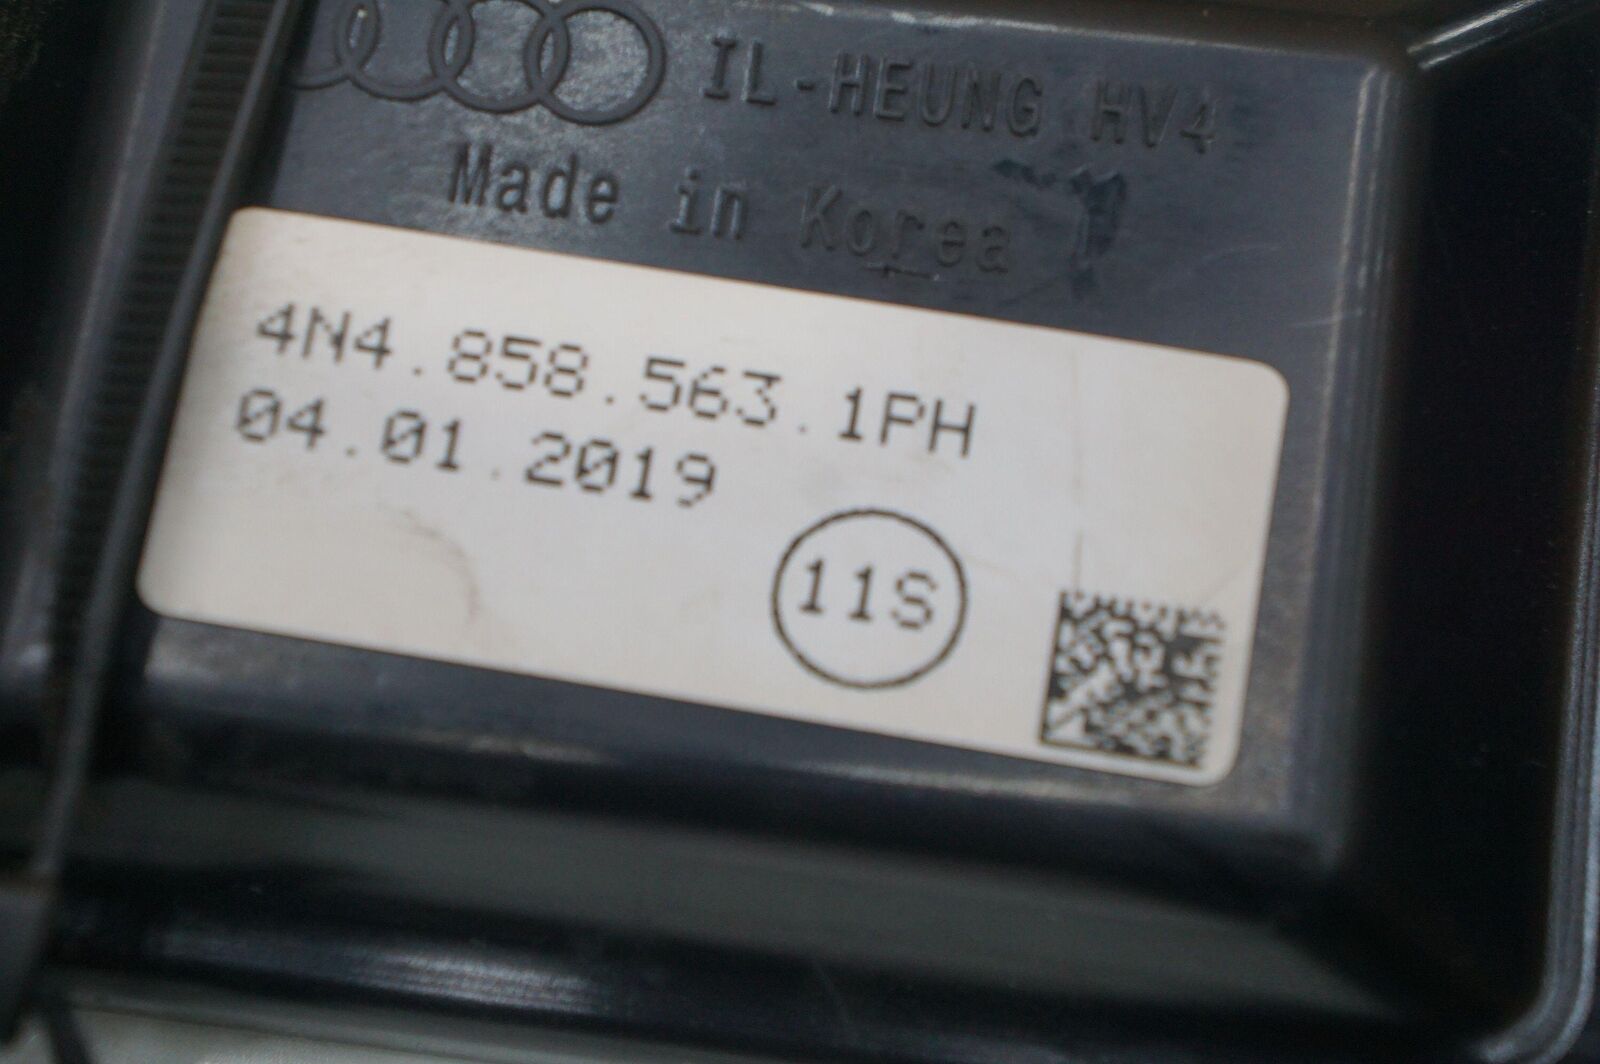 IL-HEUNG HV4
Made in Korea
4N4.858.563.1PH
04.01.2019
11S